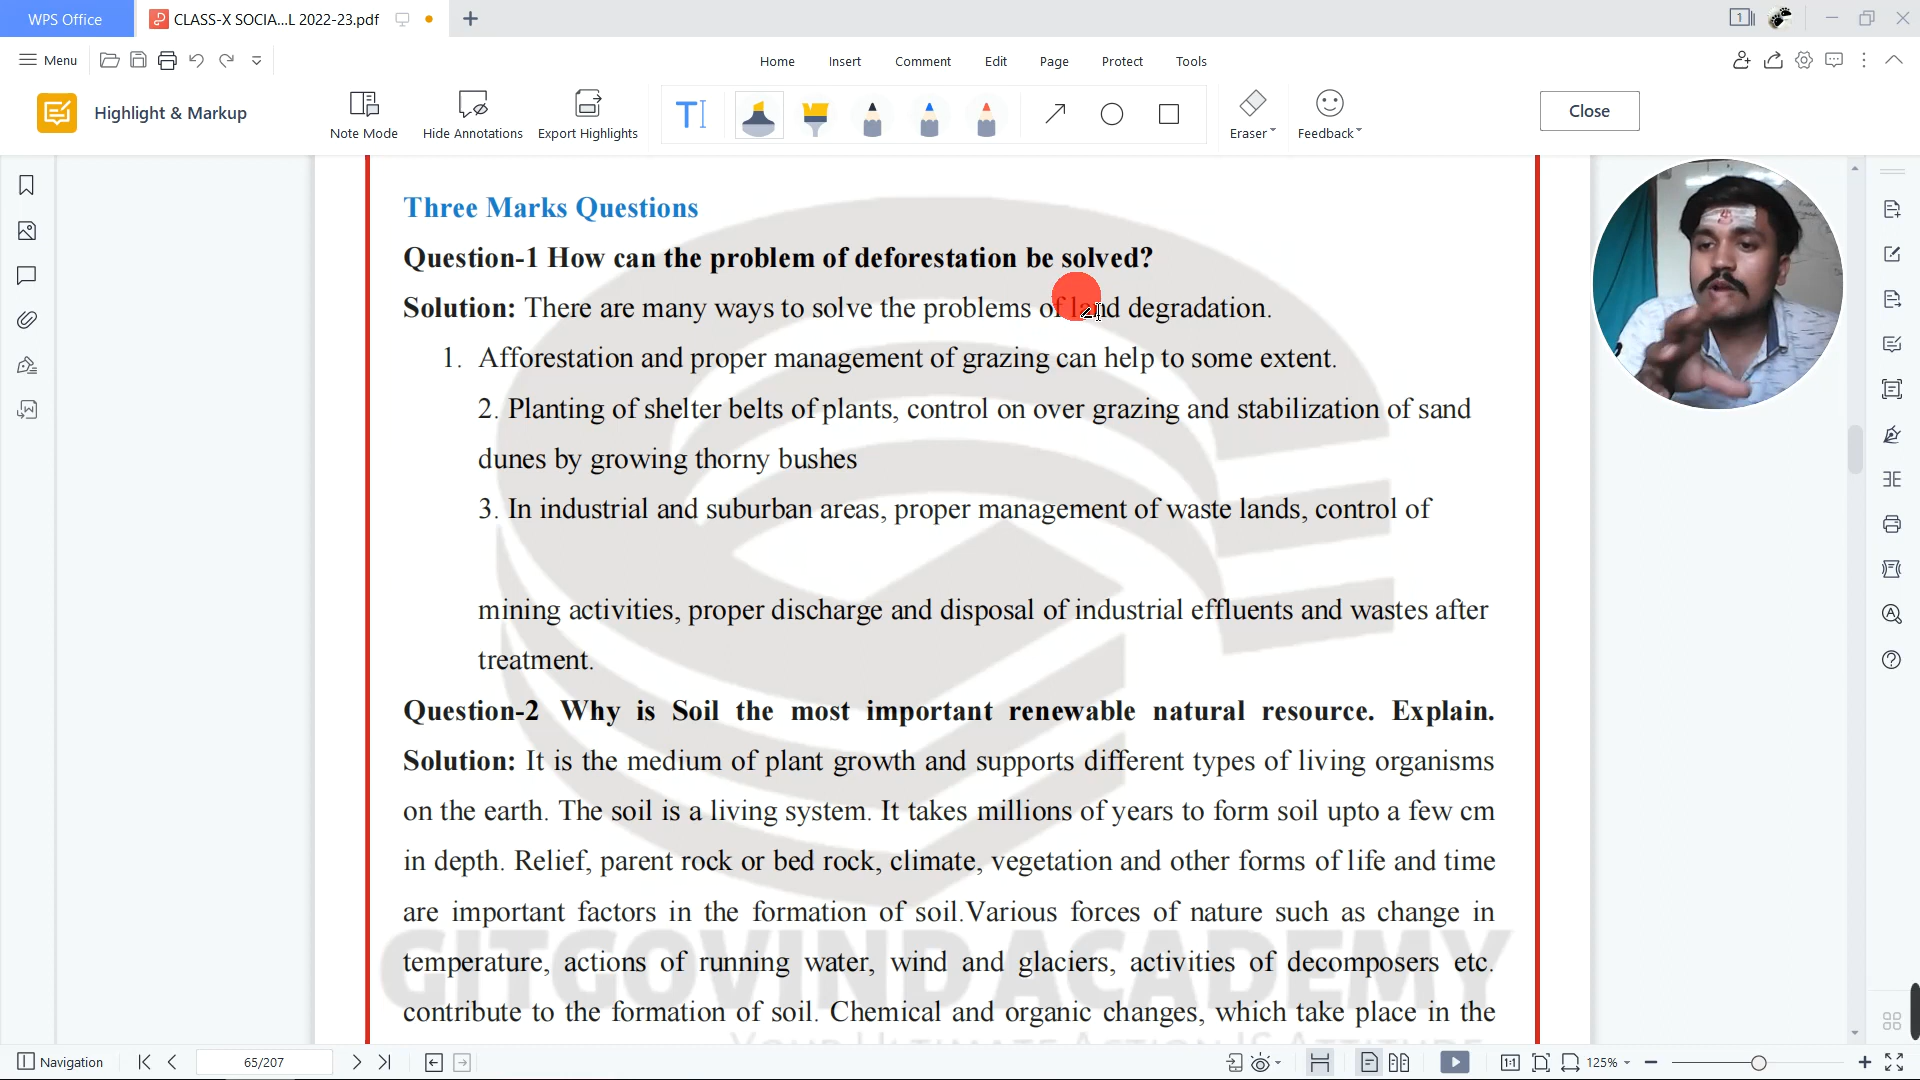 WPS Office
CLASS-X SOCIA...L 2022-23.pdf
Menu
Home Insert Comment Edit Page Protect Tools
Highlight & Markup
Note Mode
Hide Annotations
Export Highlights
Eraser
Feedback
Close
Three Marks Questions
Question-1 How can the problem of deforestation be solved?
Solution: There are many ways to solve the problems of land degradation.
1. Afforestation and proper management of grazing can help to some extent.
2. Planting of shelter belts of plants, control on over grazing and stabilization of sand
dunes by growing thorny bushes
3. In industrial and suburban areas, proper management of waste lands, control of
mining activities, proper discharge and disposal of industrial effluents and wastes after
treatment.
Question-2 Why is Soil the most important renewable natural resource. Explain.
Solution: It is the medium of plant growth and supports different types of living organisms
on the earth. The soil is a living system. It takes millions of years to form soil upto a few cm
in depth. Relief, parent rock or bed rock, climate, vegetation and other forms of life and time
are important factors in the formation of soil.Various forces of nature such as change in
temperature, actions of running water, wind and glaciers, activities of decomposers etc.
contribute to the formation of soil. Chemical and organic changes, which take place in the
GITGOVIND ACADEMY
YOUR ULTIMATE ACTION IS ATTITUDE
Navigation
65/207
125%